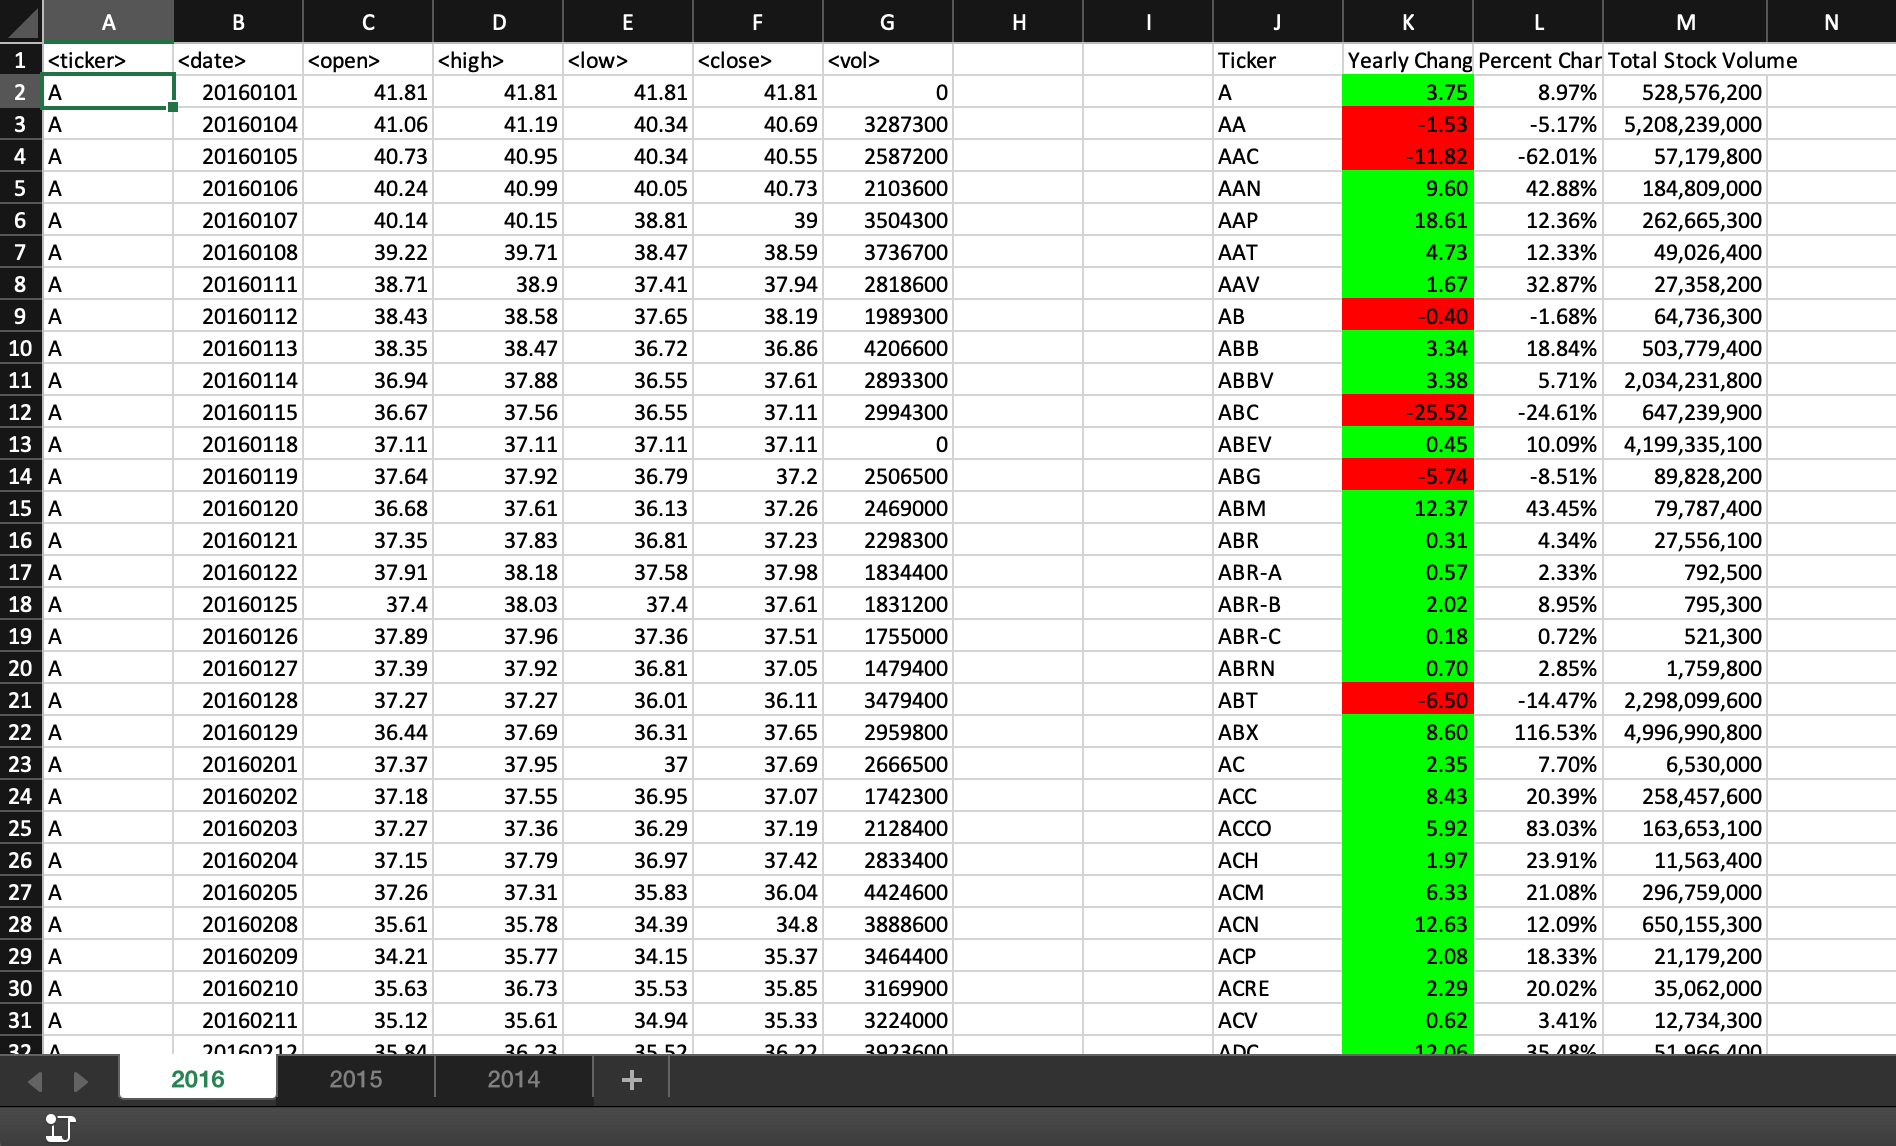 A B C D E F G H I J K L M N
1 <ticker> <date> <open> <high> <low> <close> <vol> Ticker Yearly Chang Percent Char Total Stock Volume
2 A 20160101 41.81 41.81 41.81 41.81 0 A 3.75 8.97% 528,576,200
3 A 20160104 41.06 41.19 40.34 40.69 3287300 AA -1.53 -5.17% 5,208,239,000
4 A 20160105 40.73 40.95 40.34 40.55 2587200 AAC -11.82 -62.01% 57,179,800
5 A 20160106 40.24 40.99 40.05 40.73 2103600 AAN 9.60 42.88% 184,809,000
6 A 20160107 40.14 40.15 38.81 39 3504300 AAP 18.61 12.36% 262,665,300
7 A 20160108 39.22 39.71 38.47 38.59 3736700 AAT 4.73 12.33% 49,026,400
8 A 20160111 38.71 38.9 37.41 37.94 2818600 AAV 1.67 32.87% 27,358,200
9 A 20160112 38.43 38.58 37.65 38.19 1989300 AB -0.40 -1.68% 64,736,300
10 A 20160113 38.35 38.47 36.72 36.86 4206600 ABB 3.34 18.84% 503,779,400
11 A 20160114 36.94 37.88 36.55 37.61 2893300 ABBV 3.38 5.71% 2,034,231,800
12 A 20160115 36.67 37.56 36.55 37.11 2994300 ABC -25.52 -24.61% 647,239,900
13 A 20160118 37.11 37.11 37.11 37.11 0 ABEV 0.45 10.09% 4,199,335,100
14 A 20160119 37.64 37.92 36.79 37.2 2506500 ABG -5.74 -8.51% 89,828,200
15 A 20160120 36.68 37.61 36.13 37.26 2469000 ABM 12.37 43.45% 79,787,400
16 A 20160121 37.35 37.83 36.81 37.23 2298300 ABR 0.31 4.34% 27,556,100
17 A 20160122 37.91 38.18 37.58 37.98 1834400 ABR-A 0.57 2.33% 792,500
18 A 20160125 37.4 38.03 37.4 37.61 1831200 ABR-B 2.02 8.95% 795,300
19 A 20160126 37.89 37.96 37.36 37.51 1755000 ABR-C 0.18 0.72% 521,300
20 A 20160127 37.39 37.92 36.81 37.05 1479400 ABRN 0.70 2.85% 1,759,800
21 A 20160128 37.27 37.27 36.01 36.11 3479400 ABT -6.50 -14.47% 2,298,099,600
22 A 20160129 36.44 37.69 36.31 37.65 2959800 ABX 8.60 116.53% 4,996,990,800
23 A 20160201 37.37 37.95 37 37.69 2666500 AC 2.35 7.70% 6,530,000
24 A 20160202 37.18 37.55 36.95 37.07 1742300 ACC 8.43 20.39% 258,457,600
25 A 20160203 37.27 37.36 36.29 37.19 2128400 ACCO 5.92 83.03% 163,653,100
26 A 20160204 37.15 37.79 36.97 37.42 2833400 ACH 1.97 23.91% 11,563,400
27 A 20160205 37.26 37.31 35.83 36.04 4424600 ACM 6.33 21.08% 296,759,000
28 A 20160208 35.61 35.78 34.39 34.8 3888600 ACN 12.63 12.09% 650,155,300
29 A 20160209 34.21 35.77 34.15 35.37 3464400 ACP 2.08 18.33% 21,179,200
30 A 20160210 35.63 36.73 35.53 35.85 3169900 ACRE 2.29 20.02% 35,062,000
31 A 20160211 35.12 35.61 34.94 35.33 3224000 ACV 0.62 3.41% 12,734,300
32 A 20160212 35.84 36.23 35.52 36.22 3923600 ADC 12.06 35.48% 51,966,400
2016 2015 2014